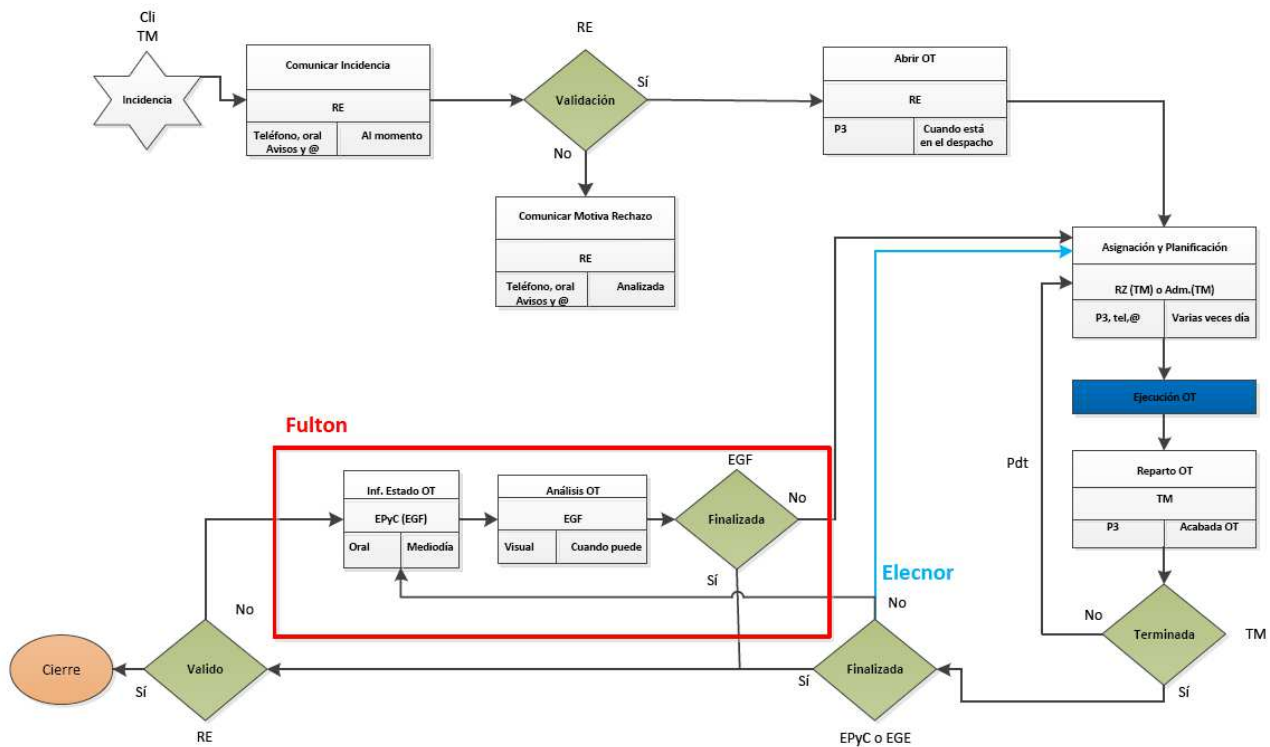 Cli
TM
Incidencia
Comunicar Incidencia
RE
Teléfono, oral
Avisos y @
Al momento
RE
Validación
Sí
No
Abrir OT
RE
P3
Cuando está
en el despacho
Comunicar Motiva Rechazo
RE
Teléfono, oral
Avisos y @
Analizada
Asignación y Planificación
RZ (TM) o Adm.(TM)
P3, tel,@
Varias veces día
Ejecución OT
Reparto OT
TM
P3
Acabada OT
Pdt
No
Terminada
TM
Sí
Fulton
Inf. Estado OT
EPyC (EGF)
Oral
Mediodía
Análisis OT
EGF
Visual
Cuando puede
EGF
Finalizada
No
Sí
Elecnor
No
Finalizada
Sí
EPyC o EGE
No
Valido
Sí
RE
Cierre